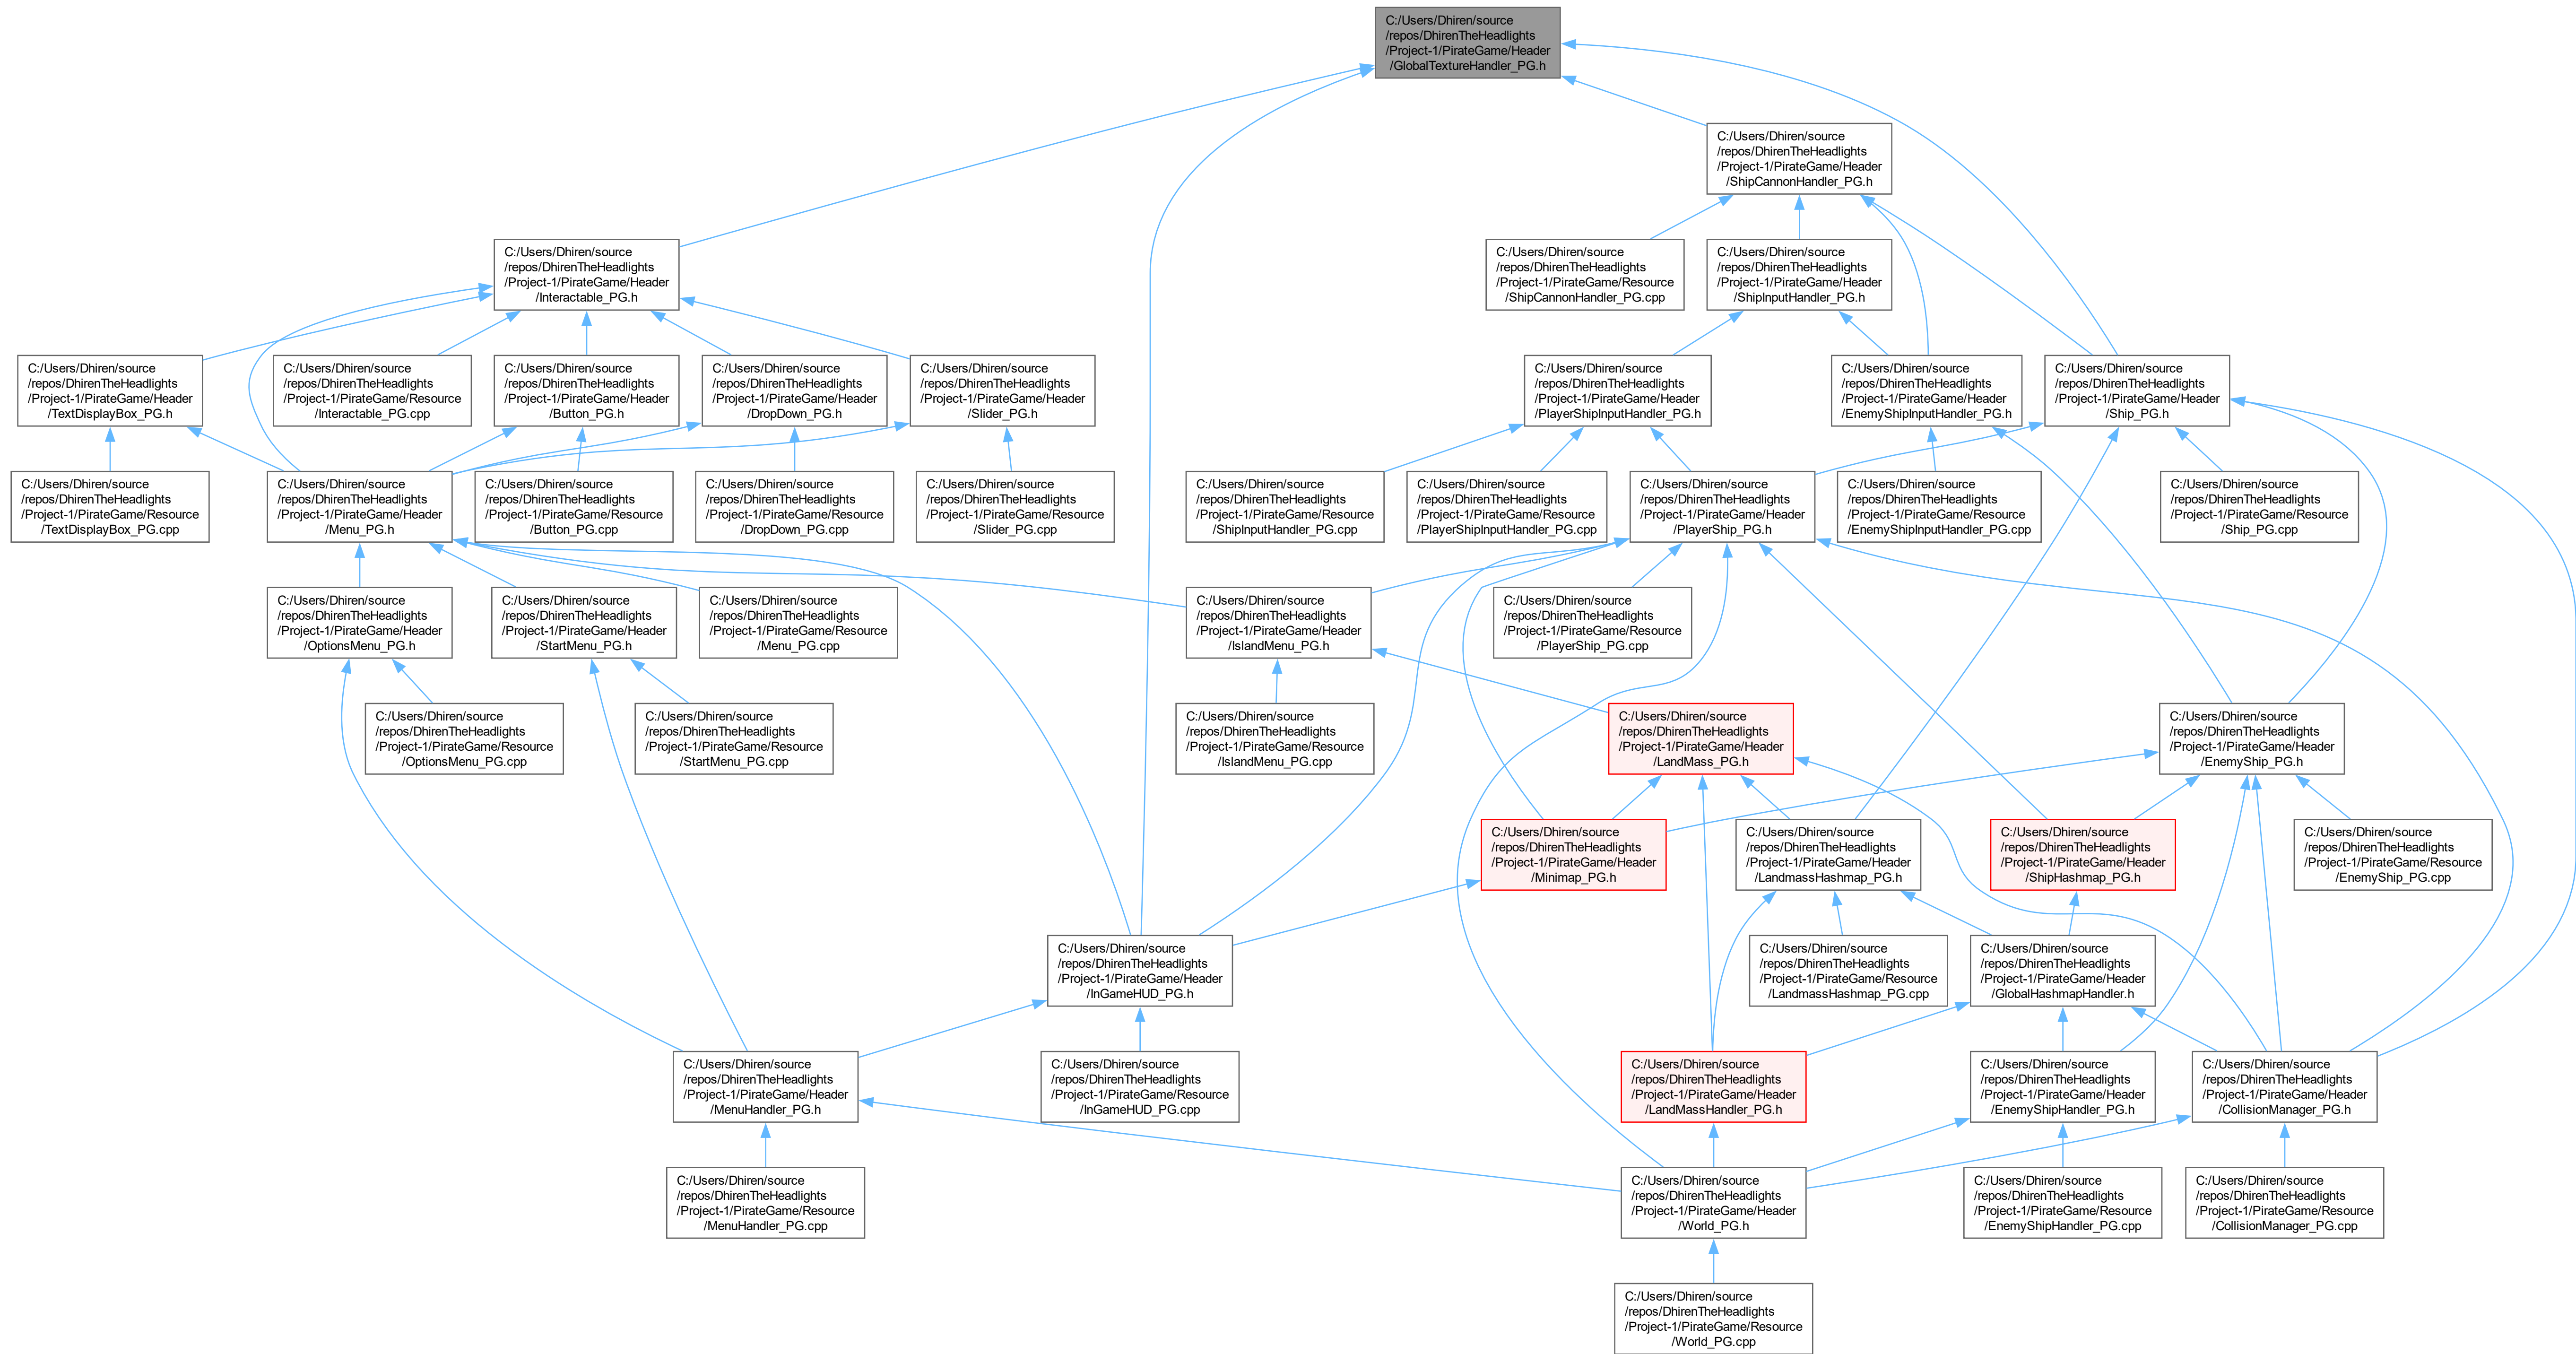 C:/Users/Dhiren/source
/repos/DhirenTheHeadlights
/Project-1/PirateGame/Header
/GlobalTextureHandler_PG.h
C:/Users/Dhiren/source
/repos/DhirenTheHeadlights
/Project-1/PirateGame/Header
/ShipCannonHandler_PG.h
C:/Users/Dhiren/source
/repos/DhirenTheHeadlights
/Project-1/PirateGame/Header
/Interactable_PG.h
C:/Users/Dhiren/source
/repos/DhirenTheHeadlights
/Project-1/PirateGame/Resource
/ShipCannonHandler_PG.cpp
C:/Users/Dhiren/source
/repos/DhirenTheHeadlights
/Project-1/PirateGame/Header
/ShipInputHandler_PG.h
C:/Users/Dhiren/source
/repos/DhirenTheHeadlights
/Project-1/PirateGame/Header
/TextDisplayBox_PG.h
C:/Users/Dhiren/source
/repos/DhirenTheHeadlights
/Project-1/PirateGame/Resource
/Interactable_PG.cpp
C:/Users/Dhiren/source
/repos/DhirenTheHeadlights
/Project-1/PirateGame/Header
/Button_PG.h
C:/Users/Dhiren/source
/repos/DhirenTheHeadlights
/Project-1/PirateGame/Header
/DropDown_PG.h
C:/Users/Dhiren/source
/repos/DhirenTheHeadlights
/Project-1/PirateGame/Header
/Slider_PG.h
C:/Users/Dhiren/source
/repos/DhirenTheHeadlights
/Project-1/PirateGame/Header
/PlayerShipInputHandler_PG.h
C:/Users/Dhiren/source
/repos/DhirenTheHeadlights
/Project-1/PirateGame/Header
/EnemyShipInputHandler_PG.h
C:/Users/Dhiren/source
/repos/DhirenTheHeadlights
/Project-1/PirateGame/Header
/Ship_PG.h
C:/Users/Dhiren/source
/repos/DhirenTheHeadlights
/Project-1/PirateGame/Resource
/TextDisplayBox_PG.cpp
C:/Users/Dhiren/source
/repos/DhirenTheHeadlights
/Project-1/PirateGame/Header
/Menu_PG.h
C:/Users/Dhiren/source
/repos/DhirenTheHeadlights
/Project-1/PirateGame/Resource
/Button_PG.cpp
C:/Users/Dhiren/source
/repos/DhirenTheHeadlights
/Project-1/PirateGame/Resource
/DropDown_PG.cpp
C:/Users/Dhiren/source
/repos/DhirenTheHeadlights
/Project-1/PirateGame/Resource
/Slider_PG.cpp
C:/Users/Dhiren/source
/repos/DhirenTheHeadlights
/Project-1/PirateGame/Resource
/ShipInputHandler_PG.cpp
C:/Users/Dhiren/source
/repos/DhirenTheHeadlights
/Project-1/PirateGame/Resource
/PlayerShipInputHandler_PG.cpp
C:/Users/Dhiren/source
/repos/DhirenTheHeadlights
/Project-1/PirateGame/Header
/PlayerShip_PG.h
C:/Users/Dhiren/source
/repos/DhirenTheHeadlights
/Project-1/PirateGame/Resource
/EnemyShipInputHandler_PG.cpp
C:/Users/Dhiren/source
/repos/DhirenTheHeadlights
/Project-1/PirateGame/Resource
/Ship_PG.cpp
C:/Users/Dhiren/source
/repos/DhirenTheHeadlights
/Project-1/PirateGame/Header
/OptionsMenu_PG.h
C:/Users/Dhiren/source
/repos/DhirenTheHeadlights
/Project-1/PirateGame/Header
/StartMenu_PG.h
C:/Users/Dhiren/source
/repos/DhirenTheHeadlights
/Project-1/PirateGame/Resource
/Menu_PG.cpp
C:/Users/Dhiren/source
/repos/DhirenTheHeadlights
/Project-1/PirateGame/Header
/IslandMenu_PG.h
C:/Users/Dhiren/source
/repos/DhirenTheHeadlights
/Project-1/PirateGame/Resource
/PlayerShip_PG.cpp
C:/Users/Dhiren/source
/repos/DhirenTheHeadlights
/Project-1/PirateGame/Resource
/OptionsMenu_PG.cpp
C:/Users/Dhiren/source
/repos/DhirenTheHeadlights
/Project-1/PirateGame/Resource
/StartMenu_PG.cpp
C:/Users/Dhiren/source
/repos/DhirenTheHeadlights
/Project-1/PirateGame/Resource
/IslandMenu_PG.cpp
C:/Users/Dhiren/source
/repos/DhirenTheHeadlights
/Project-1/PirateGame/Header
/LandMass_PG.h
C:/Users/Dhiren/source
/repos/DhirenTheHeadlights
/Project-1/PirateGame/Header
/EnemyShip_PG.h
C:/Users/Dhiren/source
/repos/DhirenTheHeadlights
/Project-1/PirateGame/Header
/Minimap_PG.h
C:/Users/Dhiren/source
/repos/DhirenTheHeadlights
/Project-1/PirateGame/Header
/LandmassHashmap_PG.h
C:/Users/Dhiren/source
/repos/DhirenTheHeadlights
/Project-1/PirateGame/Header
/ShipHashmap_PG.h
C:/Users/Dhiren/source
/repos/DhirenTheHeadlights
/Project-1/PirateGame/Resource
/EnemyShip_PG.cpp
C:/Users/Dhiren/source
/repos/DhirenTheHeadlights
/Project-1/PirateGame/Header
/InGameHUD_PG.h
C:/Users/Dhiren/source
/repos/DhirenTheHeadlights
/Project-1/PirateGame/Resource
/LandmassHashmap_PG.cpp
C:/Users/Dhiren/source
/repos/DhirenTheHeadlights
/Project-1/PirateGame/Header
/GlobalHashmapHandler.h
C:/Users/Dhiren/source
/repos/DhirenTheHeadlights
/Project-1/PirateGame/Header
/MenuHandler_PG.h
C:/Users/Dhiren/source
/repos/DhirenTheHeadlights
/Project-1/PirateGame/Resource
/InGameHUD_PG.cpp
C:/Users/Dhiren/source
/repos/DhirenTheHeadlights
/Project-1/PirateGame/Header
/LandMassHandler_PG.h
C:/Users/Dhiren/source
/repos/DhirenTheHeadlights
/Project-1/PirateGame/Header
/EnemyShipHandler_PG.h
C:/Users/Dhiren/source
/repos/DhirenTheHeadlights
/Project-1/PirateGame/Header
/CollisionManager_PG.h
C:/Users/Dhiren/source
/repos/DhirenTheHeadlights
/Project-1/PirateGame/Resource
/MenuHandler_PG.cpp
C:/Users/Dhiren/source
/repos/DhirenTheHeadlights
/Project-1/PirateGame/Header
/World_PG.h
C:/Users/Dhiren/source
/repos/DhirenTheHeadlights
/Project-1/PirateGame/Resource
/EnemyShipHandler_PG.cpp
C:/Users/Dhiren/source
/repos/DhirenTheHeadlights
/Project-1/PirateGame/Resource
/CollisionManager_PG.cpp
C:/Users/Dhiren/source
/repos/DhirenTheHeadlights
/Project-1/PirateGame/Resource
/World_PG.cpp